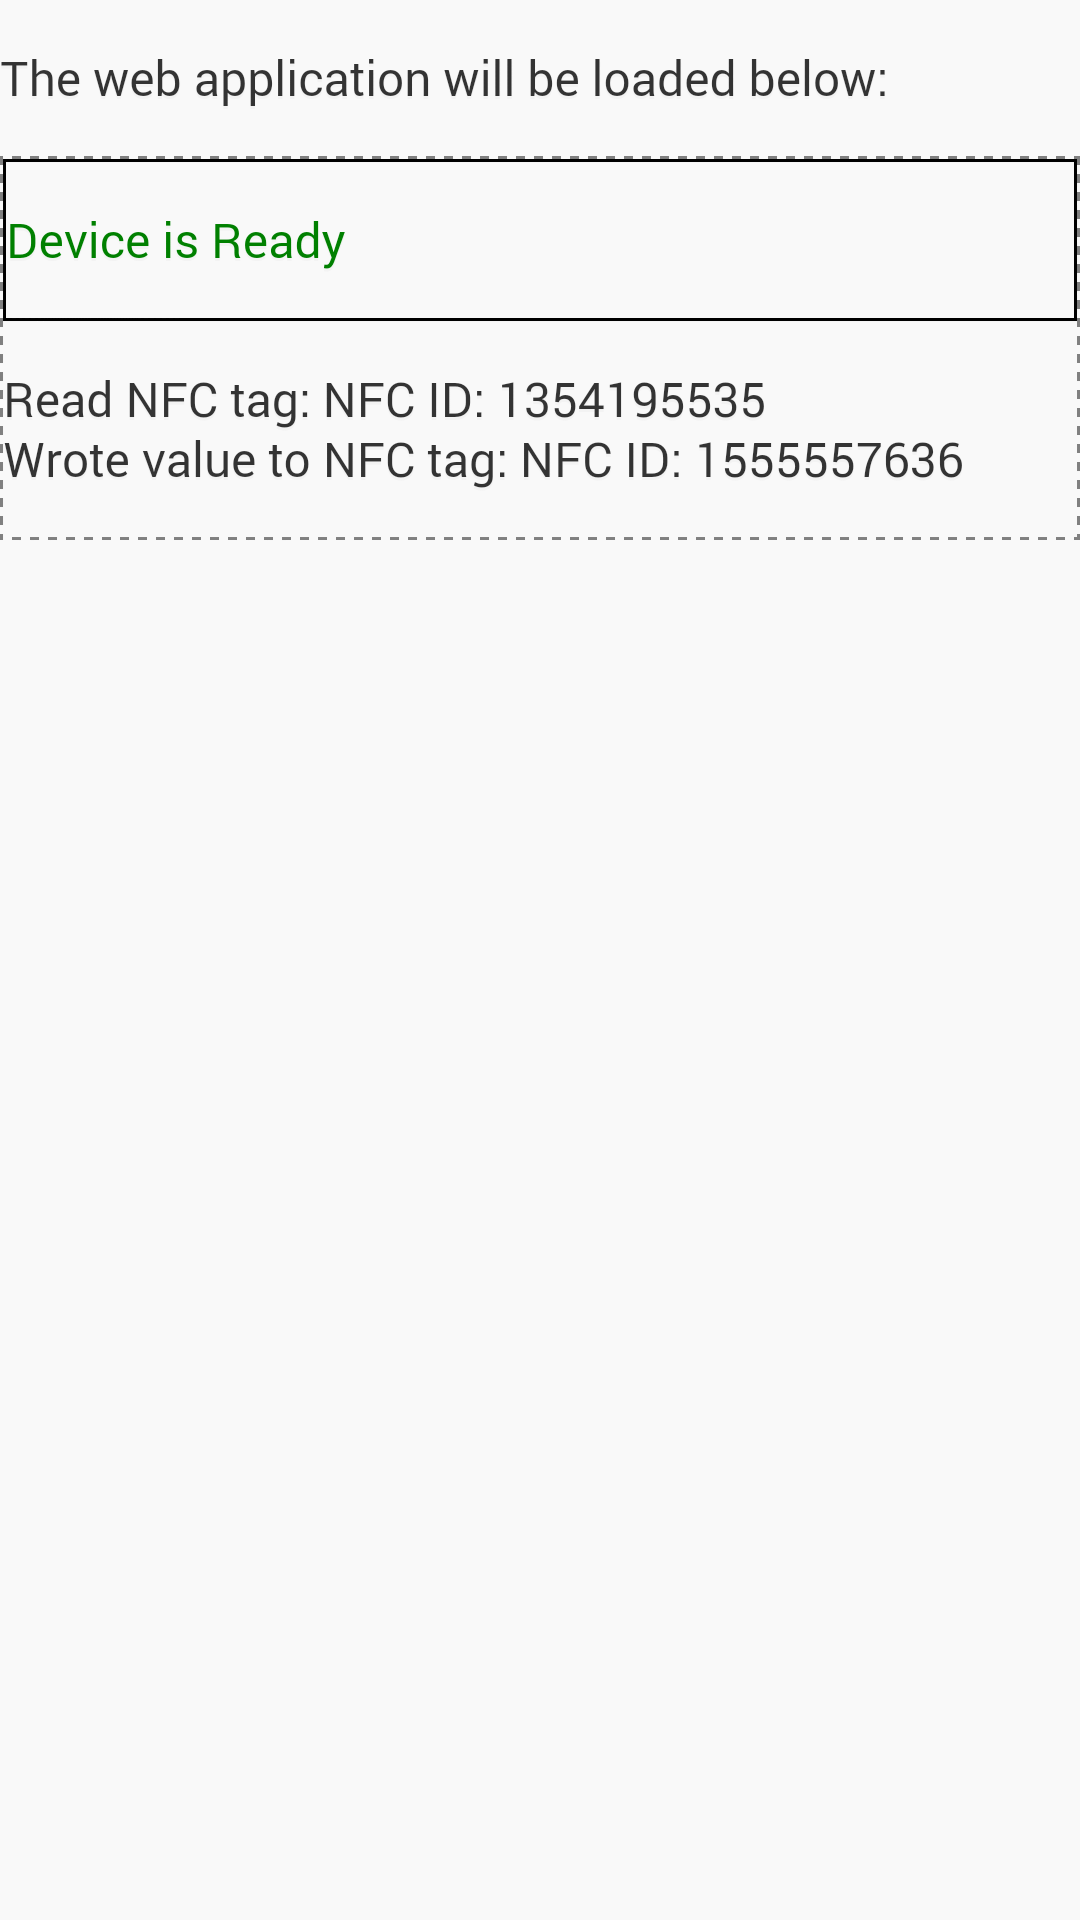 The web application will be loaded below:
Device is Ready
Read NFC tag: NFC ID: 1354195535
Wrote value to NFC tag: NFC ID: 1555557636